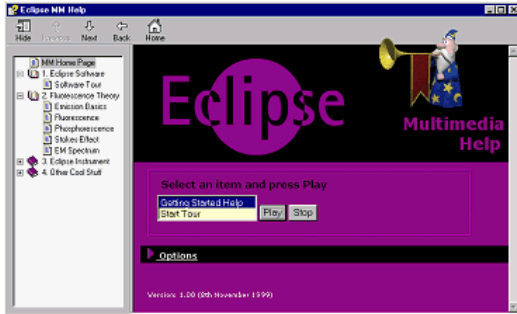 Eclipse MM Help
Hide
Next
Back
Home
MM Home Page
1. Eclipse Software
Software Tour
2. Fluorescence Theory
Emission Basics
Fluorescence
Phosphorescence
Stokes Effect
EM Spectrum
3. Eclipse Instrument
4. Other Cool Stuff
Eclipse
Multimedia
Help
Select an item and press Play
Getting Started Help
Start Tour
Play
Stop
Options
Version: 1.00 (8th November 1999)